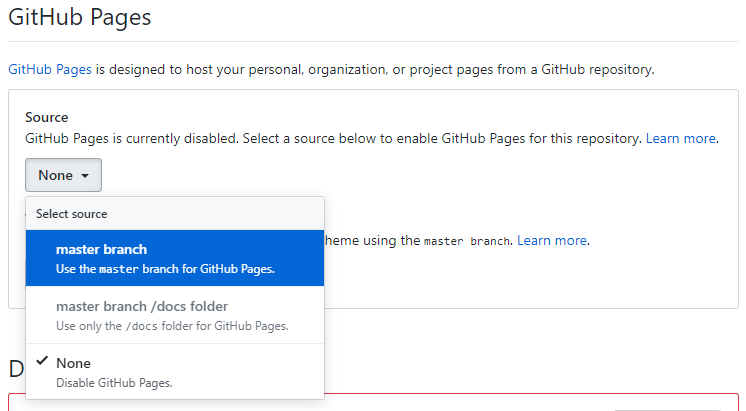 GitHub Pages
GitHub Pages is designed to host your personal, organization, or project pages from a GitHub repository.
Source
GitHub Pages is currently disabled. Select a source below to enable GitHub Pages for this repository. Learn more.
None
Select source
heme using the master branch. Learn more.
master branch
Use the master branch for GitHub Pages.
master branch /docs folder
Use only the /docs folder for GitHub Pages.
None
Disable GitHub Pages.
D